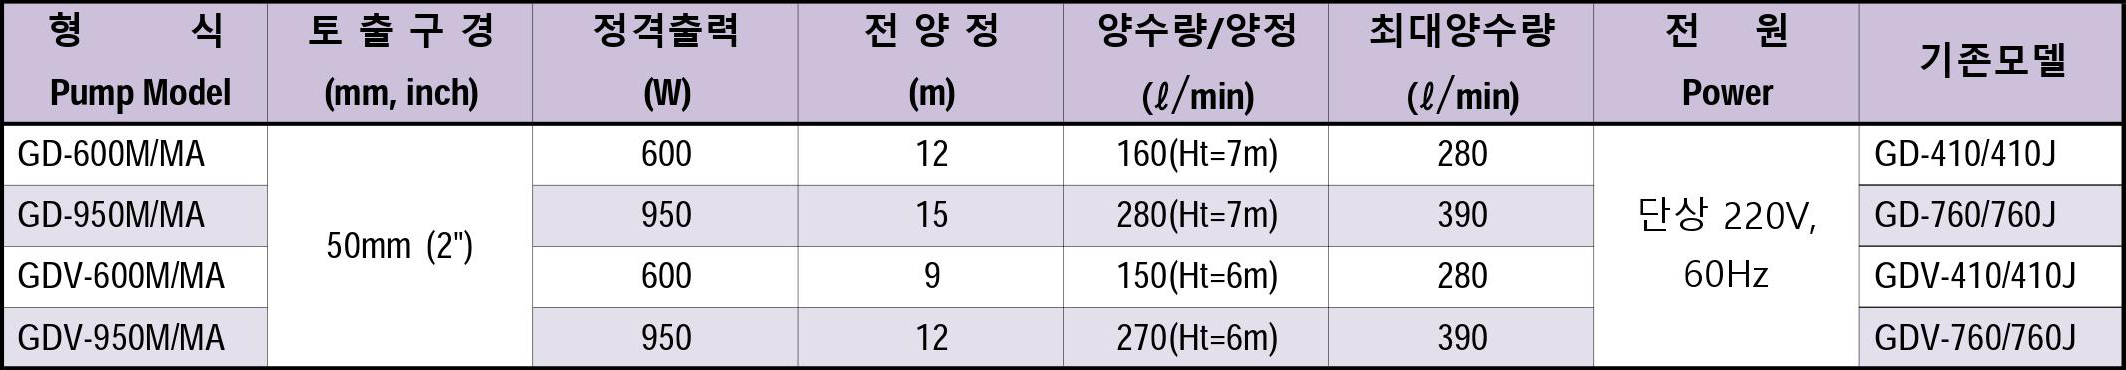 형 식 토 출 구 경 정격출력 전 양 정 양수량/양정 최대양수량 전 원 기존모델
Pump Model (mm, inch) (W) (m) (ℓ/min) (ℓ/min) Power
GD-600M/MA 50mm (2") 600 12 160(Ht=7m) 280 단상 220V, 60Hz GD-410/410J
GD-950M/MA 950 15 280(Ht=7m) 390 GD-760/760J
GDV-600M/MA 600 9 150(Ht=6m) 280 GDV-410/410J
GDV-950M/MA 950 12 270(Ht=6m) 390 GDV-760/760J